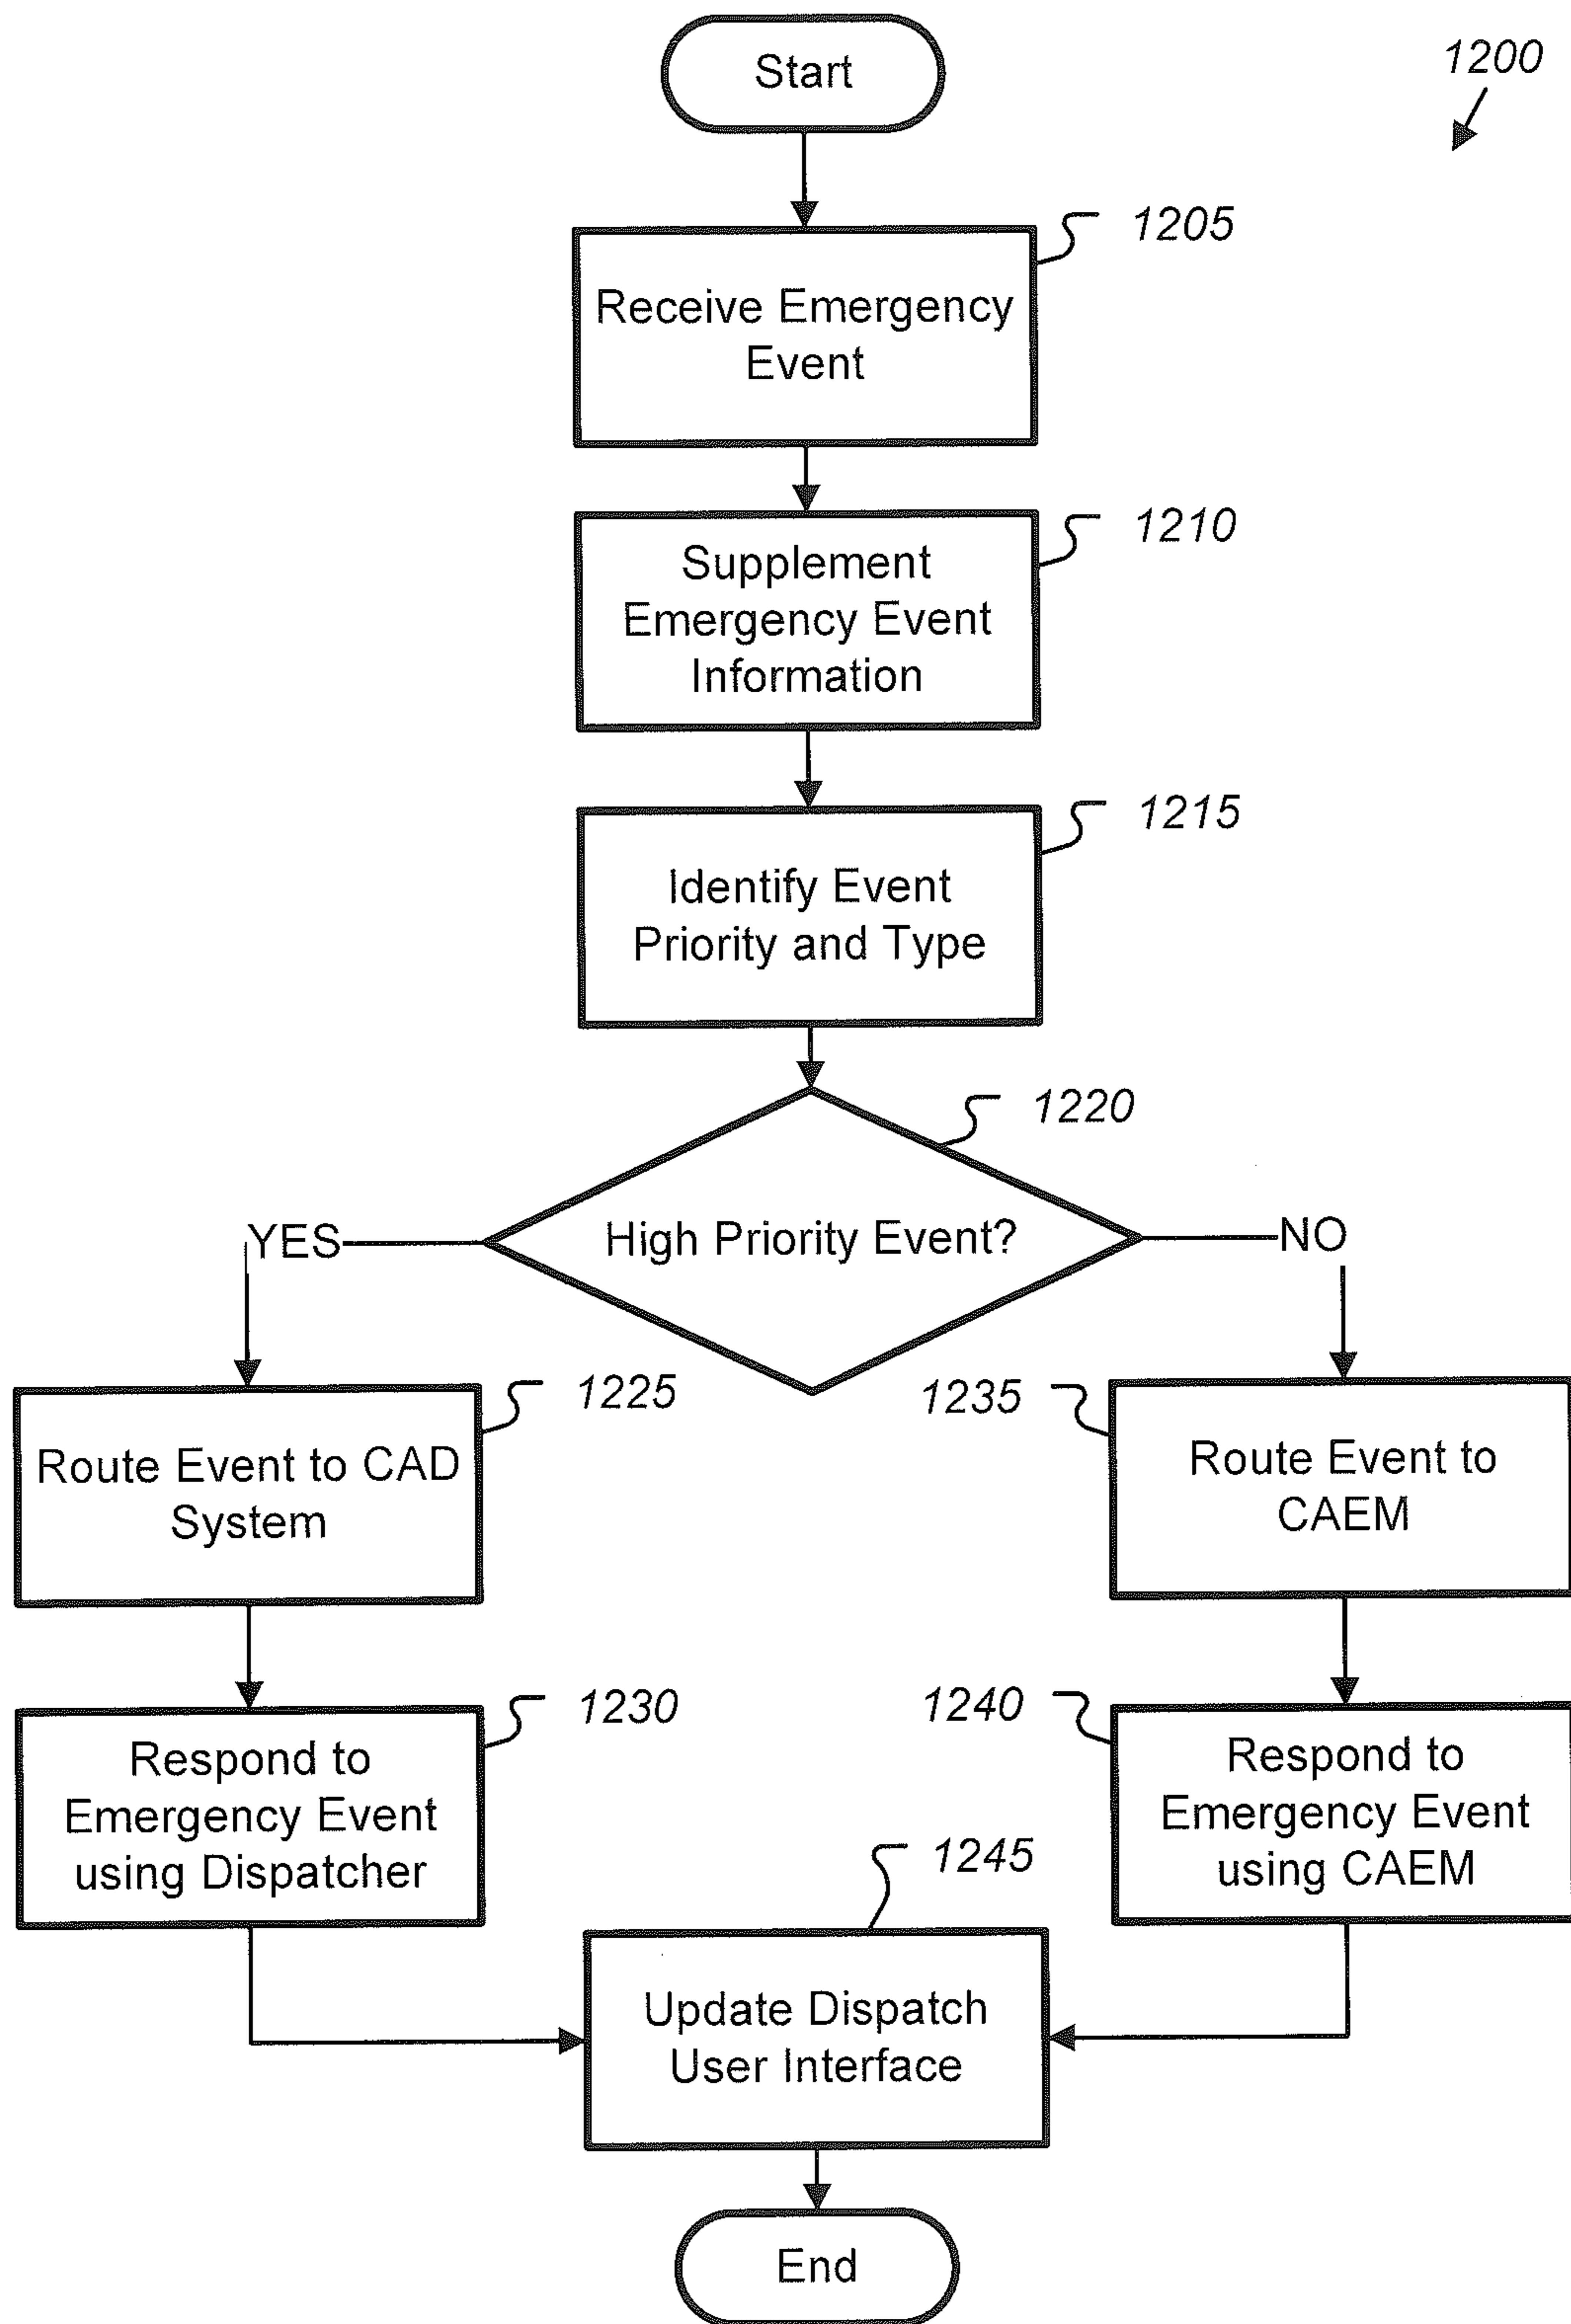 Start
1200
1205
Receive Emergency
Event
1210
Supplement
Emergency Event
Information
1215
Identify Event
Priority and Type
1220
High Priority Event?
YES
NO
1225
Route Event to CAD
System
1235
Route Event to
CAEM
1230
Respond to
Emergency Event
using Dispatcher
1240
Respond to
Emergency Event
using CAEM
1245
Update Dispatch
User Interface
End